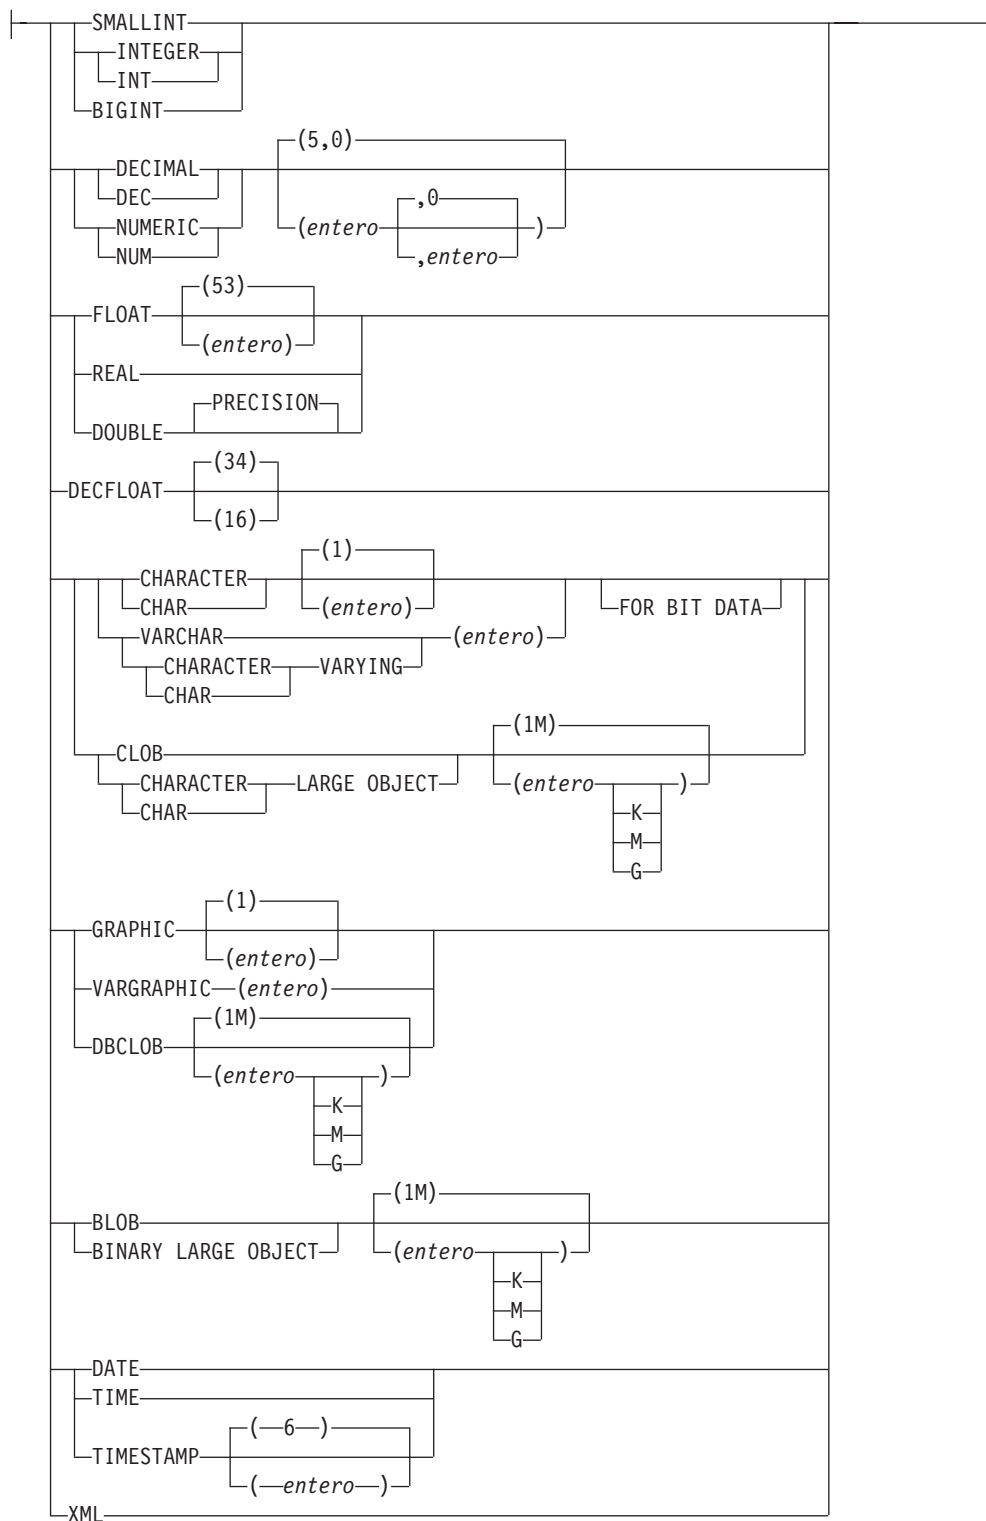 SMALLINT
INTEGER
INT
BIGINT
(5,0)
DECIMAL
DEC
,0
NUMERIC
(entero )
NUM
,entero
(53)
FLOAT
(entero)
REAL
PRECISION
DOUBLE
(34)
DECFLOAT
(16)
(1)
CHARACTER
CHAR
(entero)
FOR BIT DATA
VARCHAR
(entero)
CHARACTER VARYING
CHAR
(1M)
CLOB
CHARACTER LARGE OBJECT
(entero )
CHAR
K
M
G
(1)
GRAPHIC
(entero)
VARGRAPHIC (entero)
(1M)
DBCLOB
(entero )
K
M
G
(1M)
BLOB
BINARY LARGE OBJECT
(entero )
K
M
G
DATE
TIME
( 6 )
TIMESTAMP
( entero )
XML